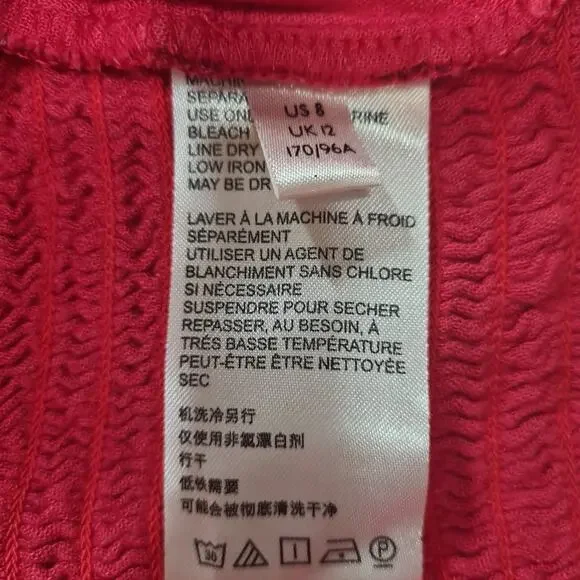 SEPARA
USE ONL RINE
BLEACH
LINE DRY
LOW IRON
MAY BE DR
US 8
UK 12
170/96A
LAVER À LA MACHINE À FROID
SÉPARÉMENT
UTILISER UN AGENT DE
BLANCHIMENT SANS CHLORE
SI NÉCESSAIRE
SUSPENDRE POUR SECHER
REPASSER, AU BESOIN, À
TRÉS BASSE TEMPÉRATURE
PEUT-ÊTRE ÊTRE NETTOYÉE
SEC
机洗冷另行
仅使用非氯漂白剂
行干
低铁需要
可能会被彻底清洗干净
30
P